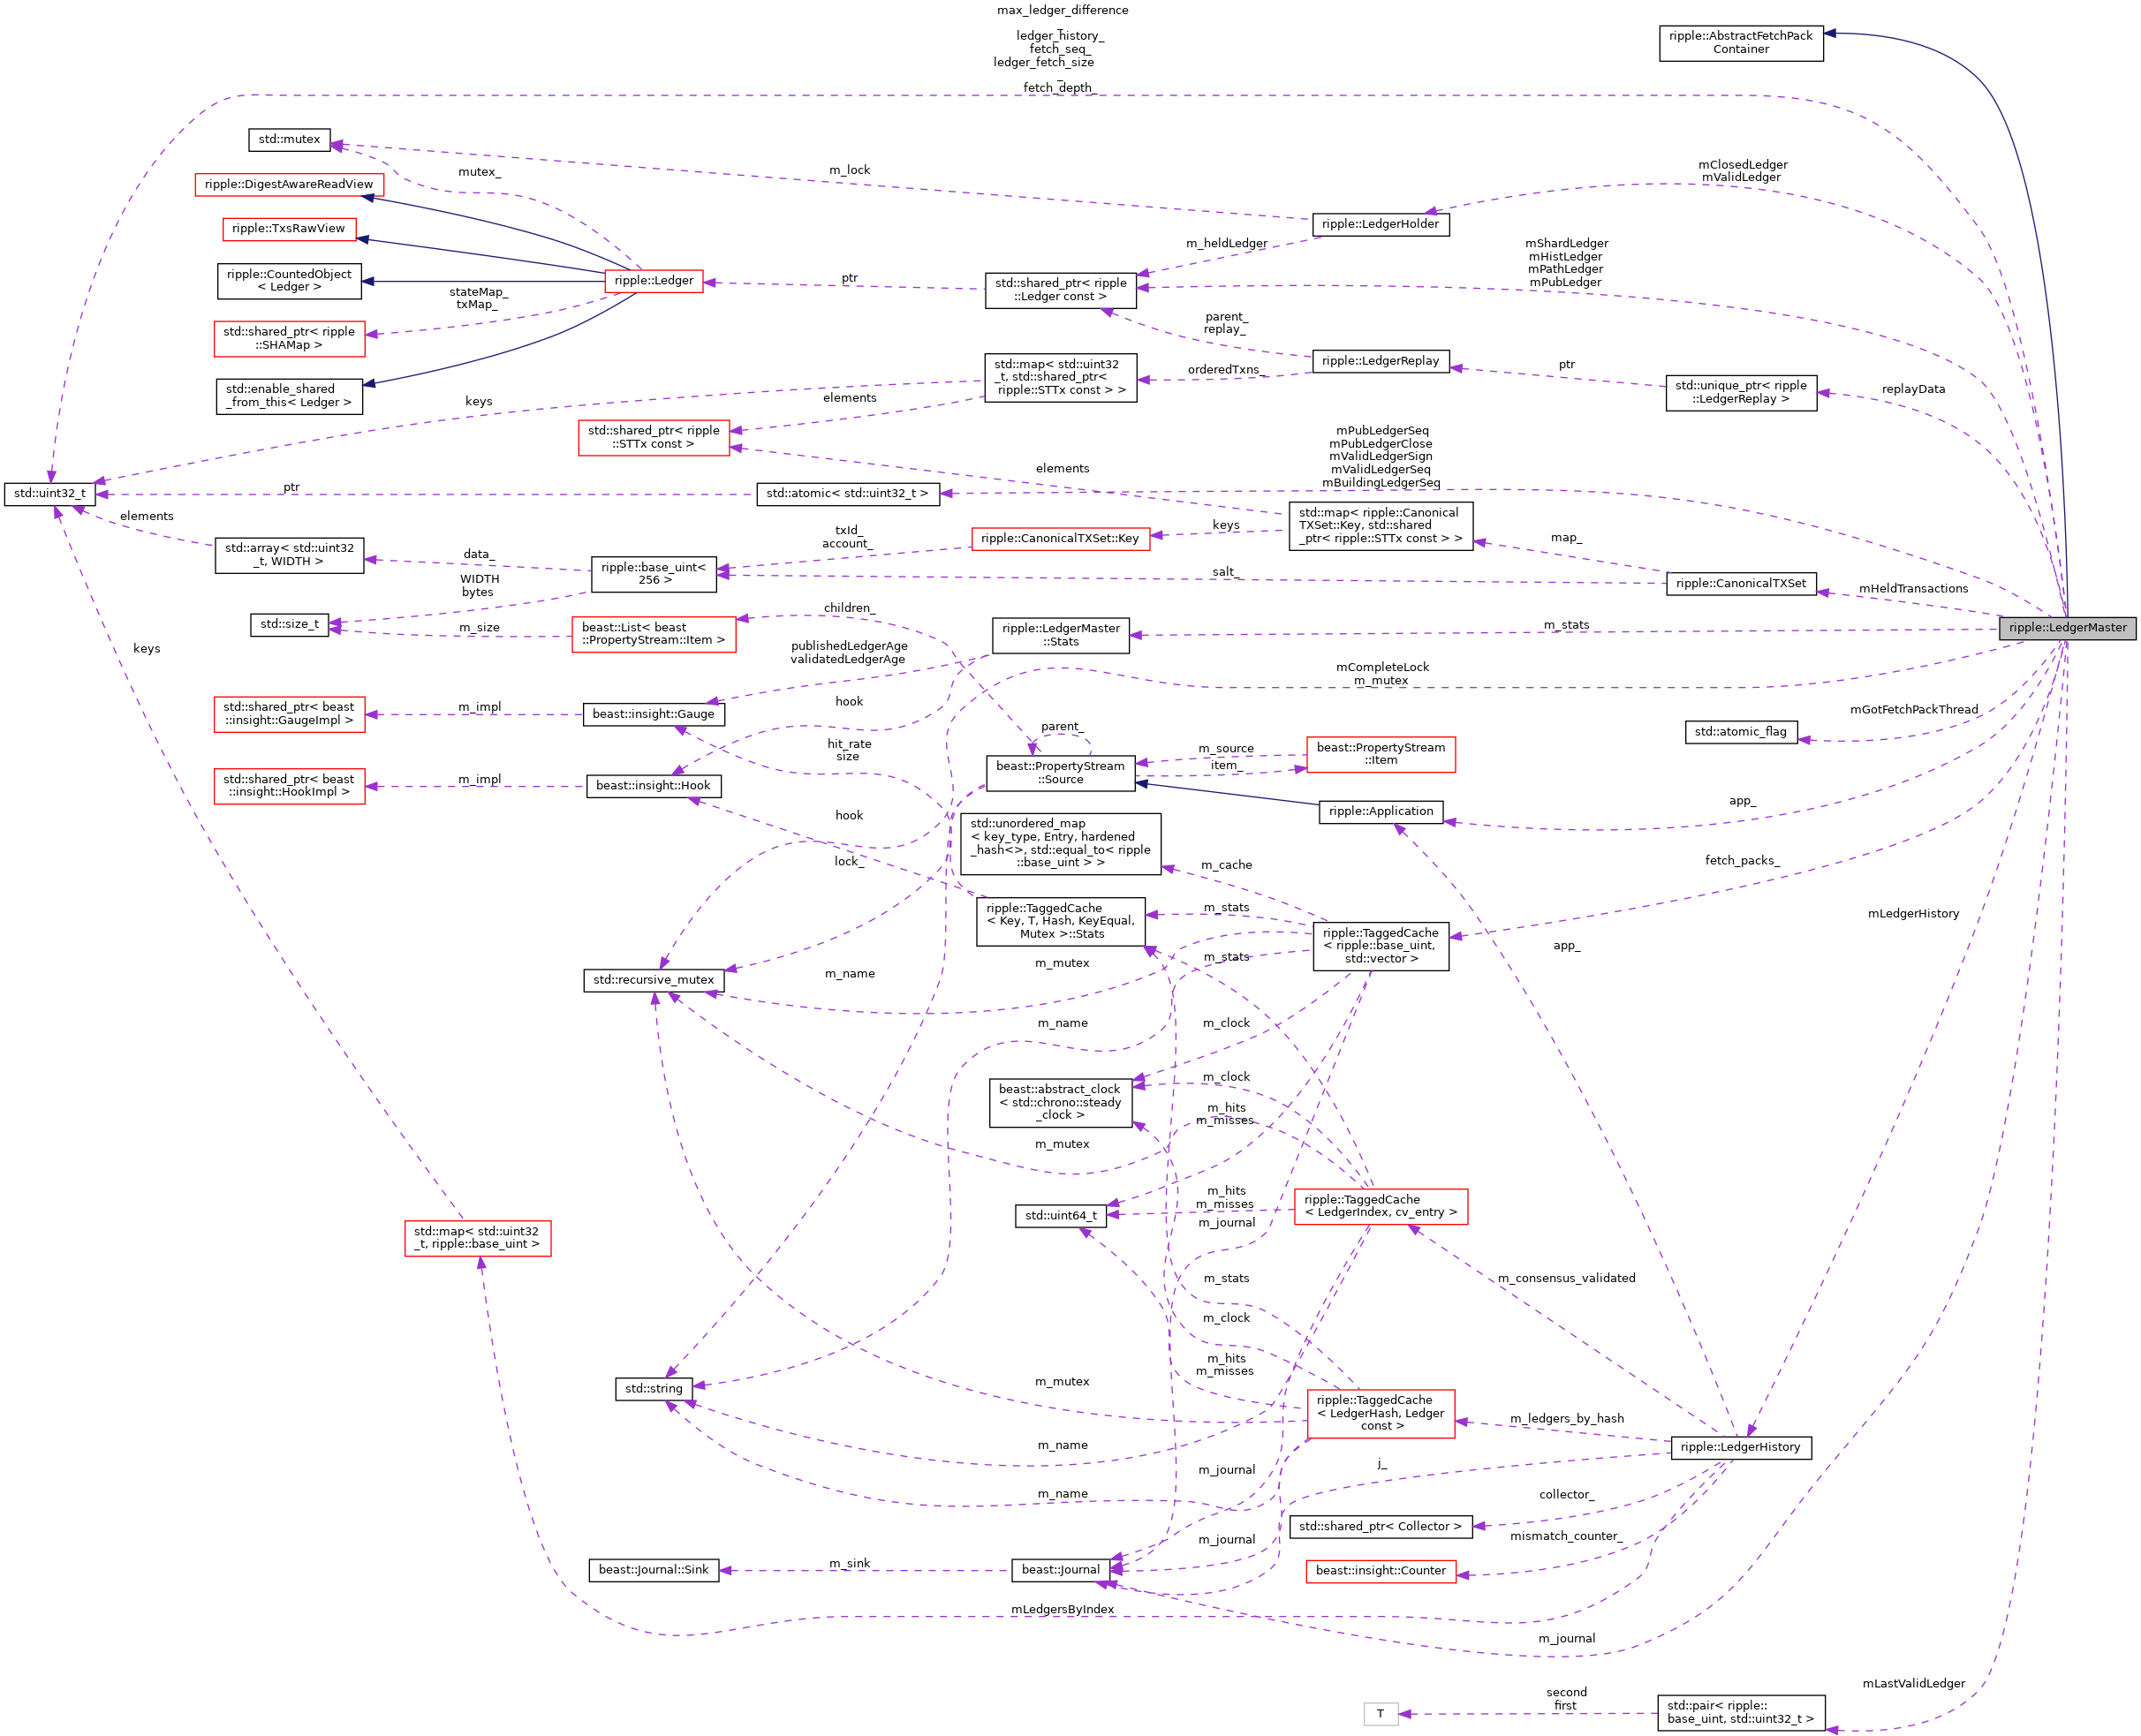 max_ledger_difference
_
ledger_history_
fetch_seq_
ledger_fetch_size
_
fetch_depth_
ripple::AbstractFetchPack
Container
std::mutex
mutex_
m_lock
mClosedLedger
mValidLedger
ripple::DigestAwareReadView
ripple::TxsRawView
ripple::LedgerHolder
ripple::CountedObject
< Ledger >
ripple::Ledger
ptr
m_heldLedger
std::shared_ptr< ripple
::Ledger const >
mShardLedger
mHistLedger
mPathLedger
mPubLedger
stateMap_
txMap_
std::shared_ptr< ripple
::SHAMap >
parent_
replay_
ripple::LedgerReplay
ptr
std::unique_ptr< ripple
::LedgerReplay >
replayData
std::enable_shared
_from_this< Ledger >
keys
std::map< std::uint32
_t, std::shared_ptr<
ripple::STTx const > >
orderedTxns_
elements
std::shared_ptr< ripple
::STTx const >
mPubLedgerSeq
mPubLedgerClose
mValidLedgerSign
mValidLedgerSeq
mBuildingLedgerSeq
elements
std::uint32_t
ptr
std::atomic< std::uint32_t >
elements
std::array< std::uint32
_t, WIDTH >
data_
WIDTH
bytes
ripple::base_uint<
256 >
txId_
account_
ripple::CanonicalTXSet::Key
keys
std::map< ripple::Canonical
TXSet::Key, std::shared
_ptr< ripple::STTx const > >
map_
salt_
ripple::CanonicalTXSet
mHeldTransactions
std::size_t
m_size
beast::List< beast
::PropertyStream::Item >
children_
ripple::LedgerMaster
::Stats
m_stats
ripple::LedgerMaster
keys
publishedLedgerAge
validatedLedgerAge
mCompleteLock
m_mutex
std::shared_ptr< beast
::insight::GaugeImpl >
m_impl
beast::insight::Gauge
hook
parent_
mGotFetchPackThread
std::atomic_flag
hit_rate
size
std::shared_ptr< beast
::insight::HookImpl >
m_impl
beast::insight::Hook
beast::PropertyStream
::Source
m_source
item_
beast::PropertyStream
::Item
hook
ripple::Application
app_
std::unordered_map
< key_type, Entry, hardened
_hash<>, std::equal_to< ripple
::base_uint > >
lock_
m_cache
fetch_packs_
ripple::TaggedCache
< Key, T, Hash, KeyEqual,
Mutex >::Stats
m_stats
ripple::TaggedCache
< ripple::base_uint,
std::vector >
mLedgerHistory
app_
std::recursive_mutex
m_name
m_mutex
m_stats
m_name
m_clock
beast::abstract_clock
< std::chrono::steady
_clock >
m_clock
m_hits
m_misses
m_mutex
std::uint64_t
m_hits
m_misses
m_journal
ripple::TaggedCache
< LedgerIndex, cv_entry >
std::map< std::uint32
_t, ripple::base_uint >
m_stats
m_consensus_validated
m_clock
m_hits
m_misses
std::string
m_mutex
ripple::TaggedCache
< LedgerHash, Ledger
const >
m_ledgers_by_hash
m_name
ripple::LedgerHistory
m_journal
j_
m_name
collector_
std::shared_ptr< Collector >
m_journal
mismatch_counter_
beast::Journal::Sink
m_sink
beast::Journal
beast::insight::Counter
mLedgersByIndex
m_journal
mLastValidLedger
T
second
first
std::pair< ripple::
base_uint, std::uint32_t >